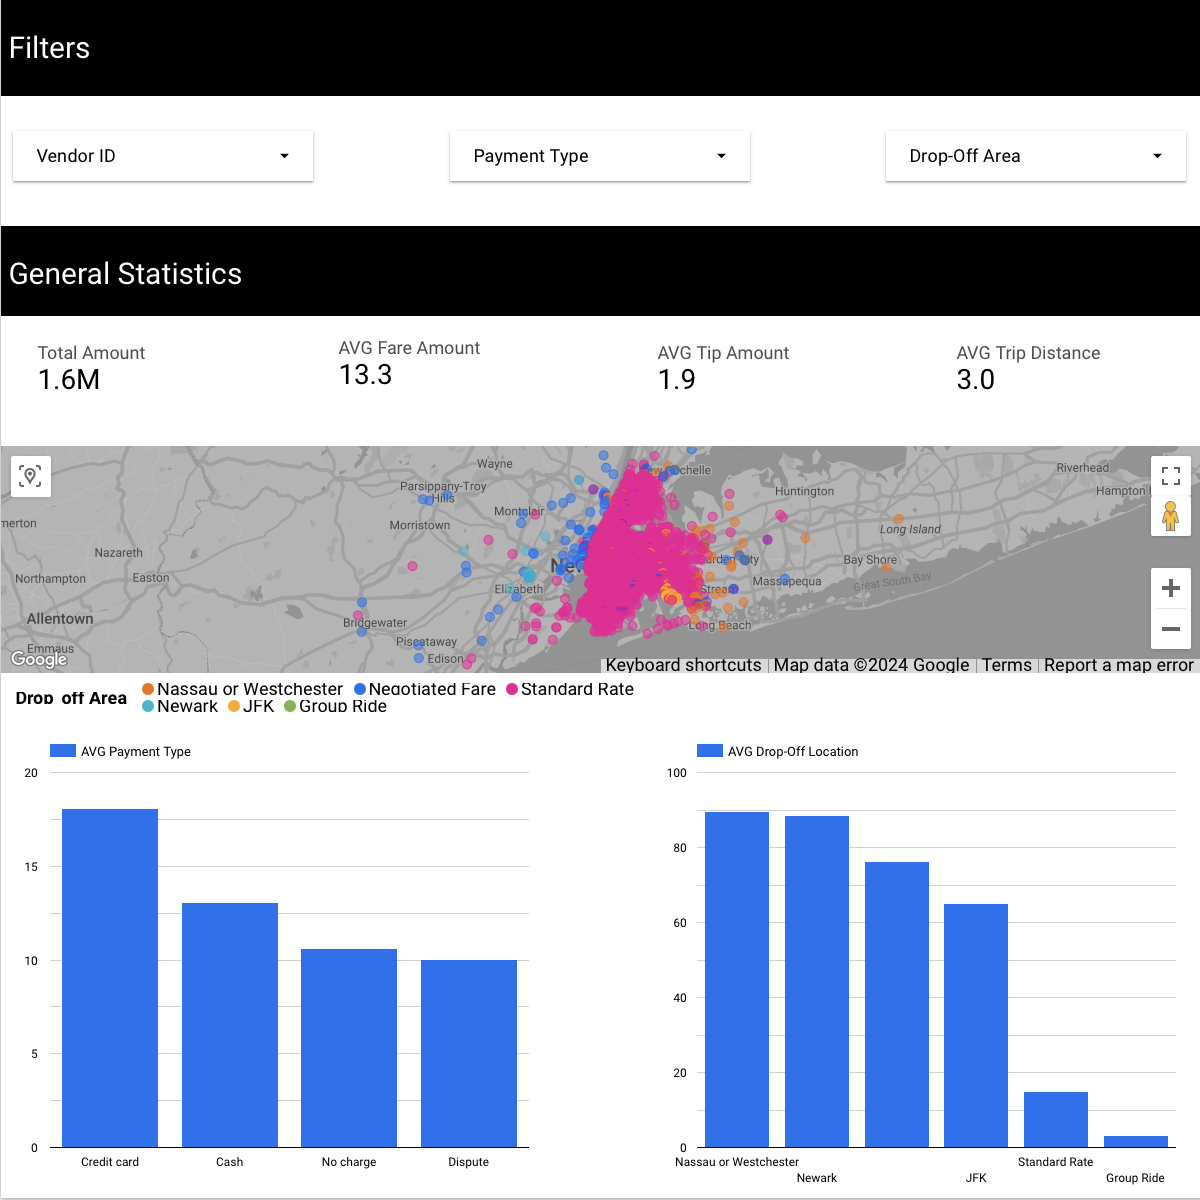 Filters
Vendor ID
Payment Type
Drop-Off Area
General Statistics
Total Amount
1.6M
AVG Fare Amount
13.3
AVG Tip Amount
1.9
AVG Trip Distance
3.0
Wayne
Parsippany-Troy
Hills
Montclair
Morristown
Nazareth
Northampton
Easton
Elizabeth
Allentown
Bridgewater
Emmaus
Piscataway
Edison
Huntington
Riverhead
Hampton
Long Island
Bay Shore
Massapequa
Great South Bay
Long Beach
Google
Keyboard shortcuts
Map data ©2024 Google
Terms
Report a map error
Drop off Area
Nassau or Westchester
Negotiated Fare
Standard Rate
Newark
JFK
Group Ride
AVG Payment Type
20
15
10
5
0
Credit card
Cash
No charge
Dispute
AVG Drop-Off Location
100
80
60
40
20
0
Nassau or Westchester
Newark
JFK
Standard Rate
Group Ride